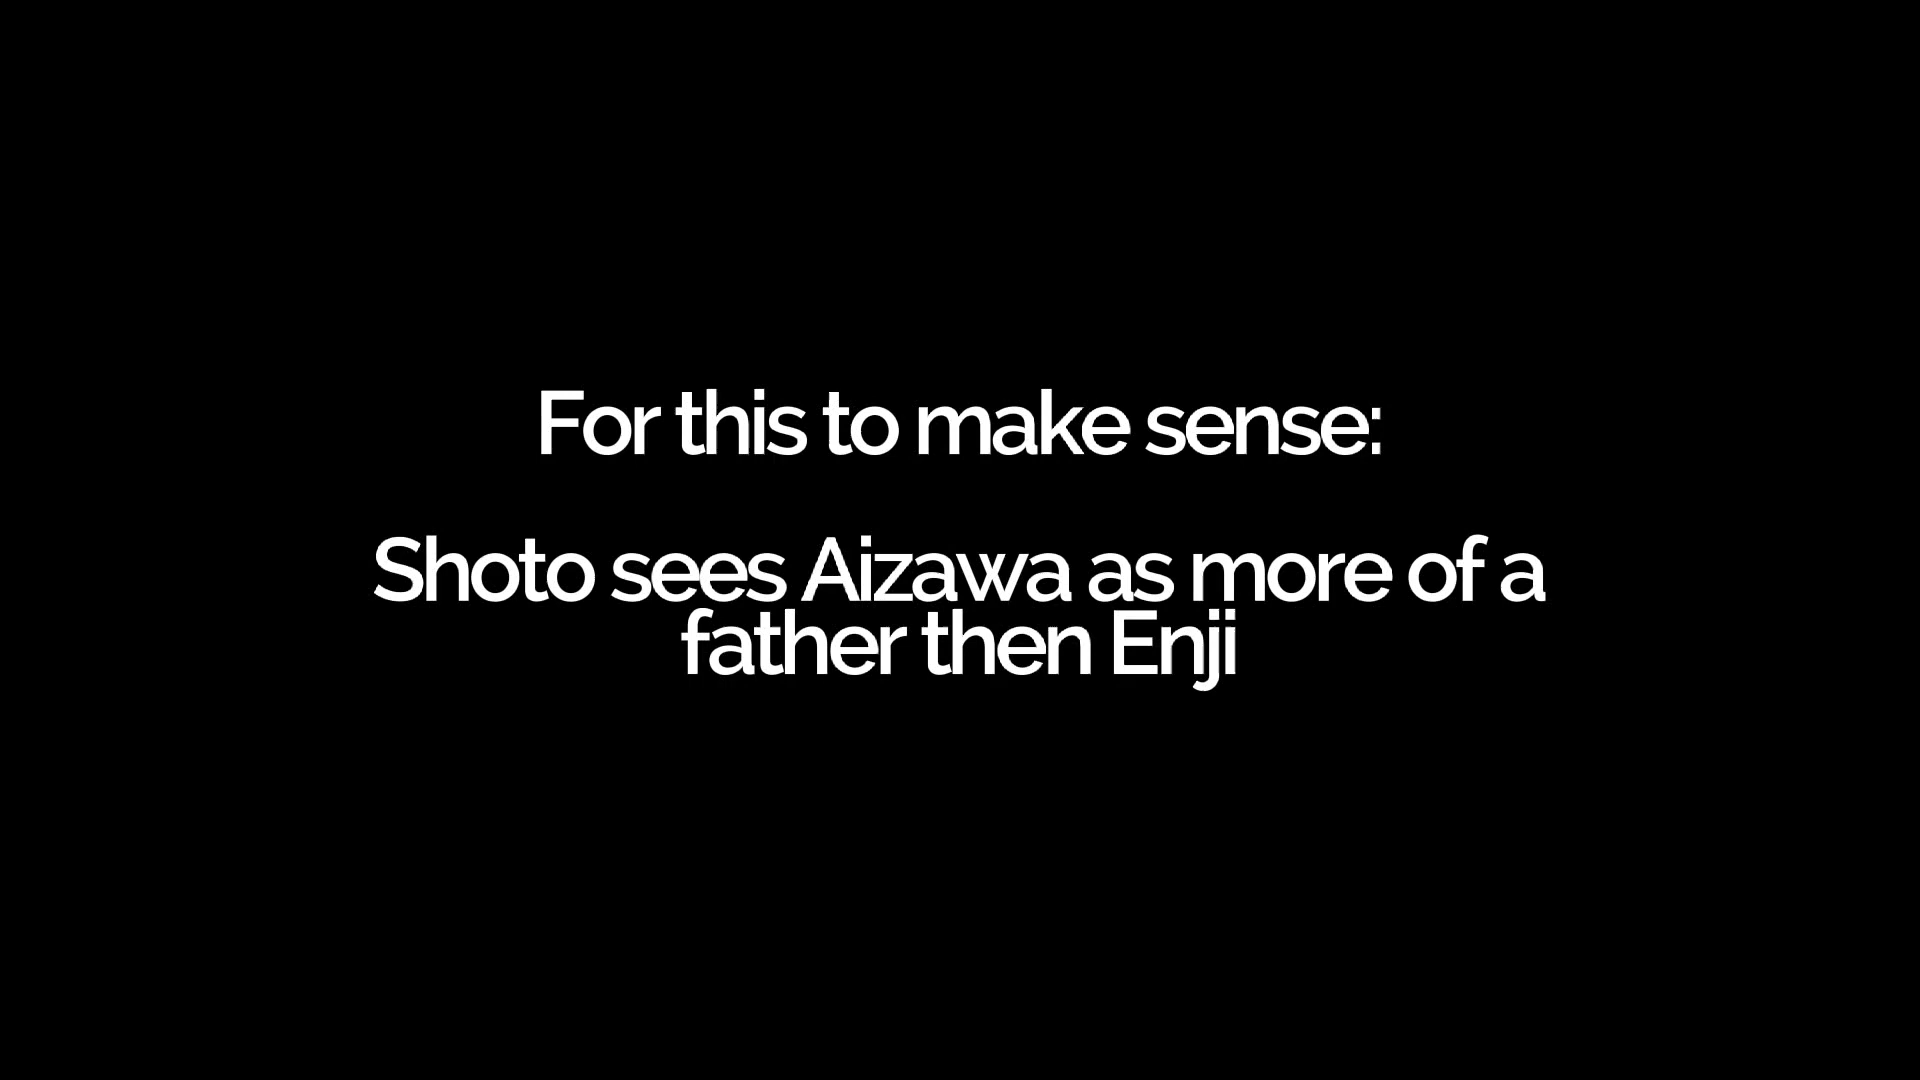 For this to make sense:
Shoto sees Aizawa as more of a
father then Enji